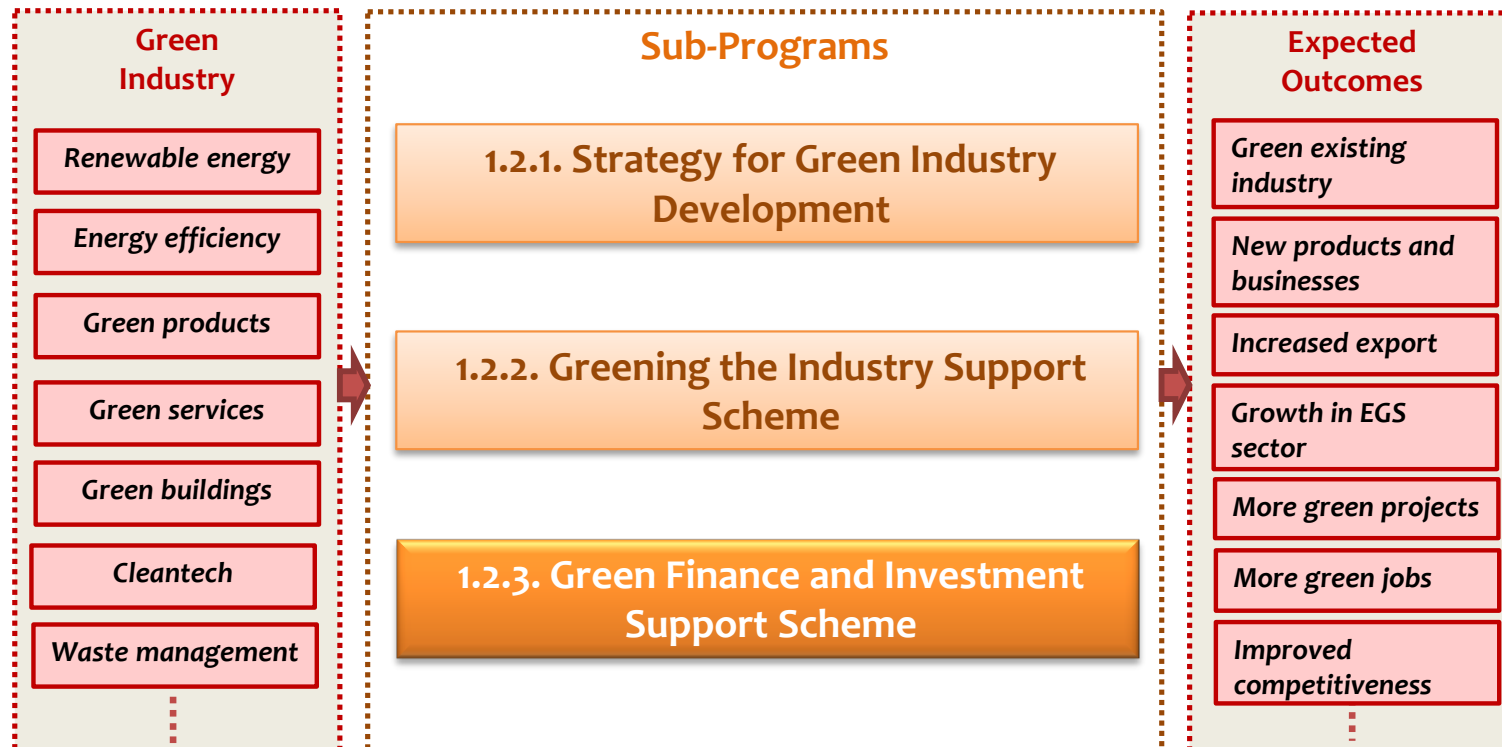 Green
Industry
Renewable energy
Energy efficiency
Green products
Green services
Green buildings
Cleantech
Waste management
Sub-Programs
1.2.1. Strategy for Green Industry
Development
1.2.2. Greening the Industry Support
Scheme
1.2.3. Green Finance and Investment
Support Scheme
Expected
Outcomes
Green existing
industry
New products and
businesses
Increased export
Growth in EGS
sector
More green projects
More green jobs
Improved
competitiveness